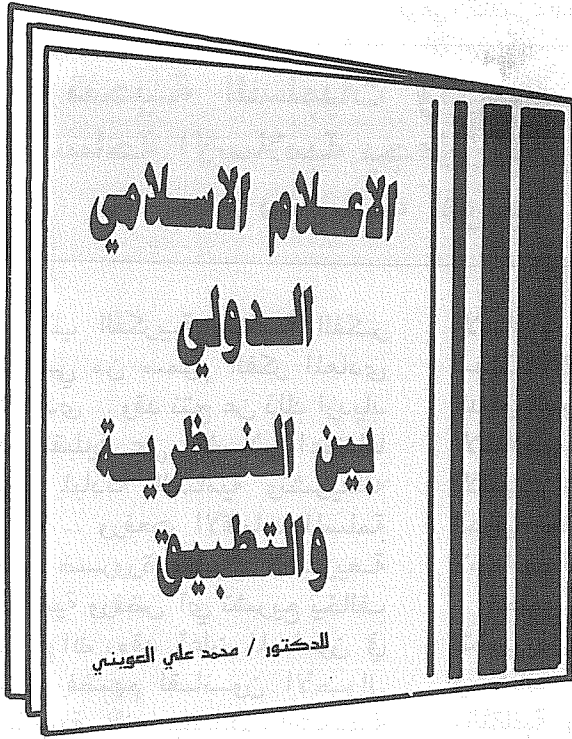 الاعلام الاسلامي
الدولي
بين النظرية
والتطبيق
للدكتور / محمد علي العويني